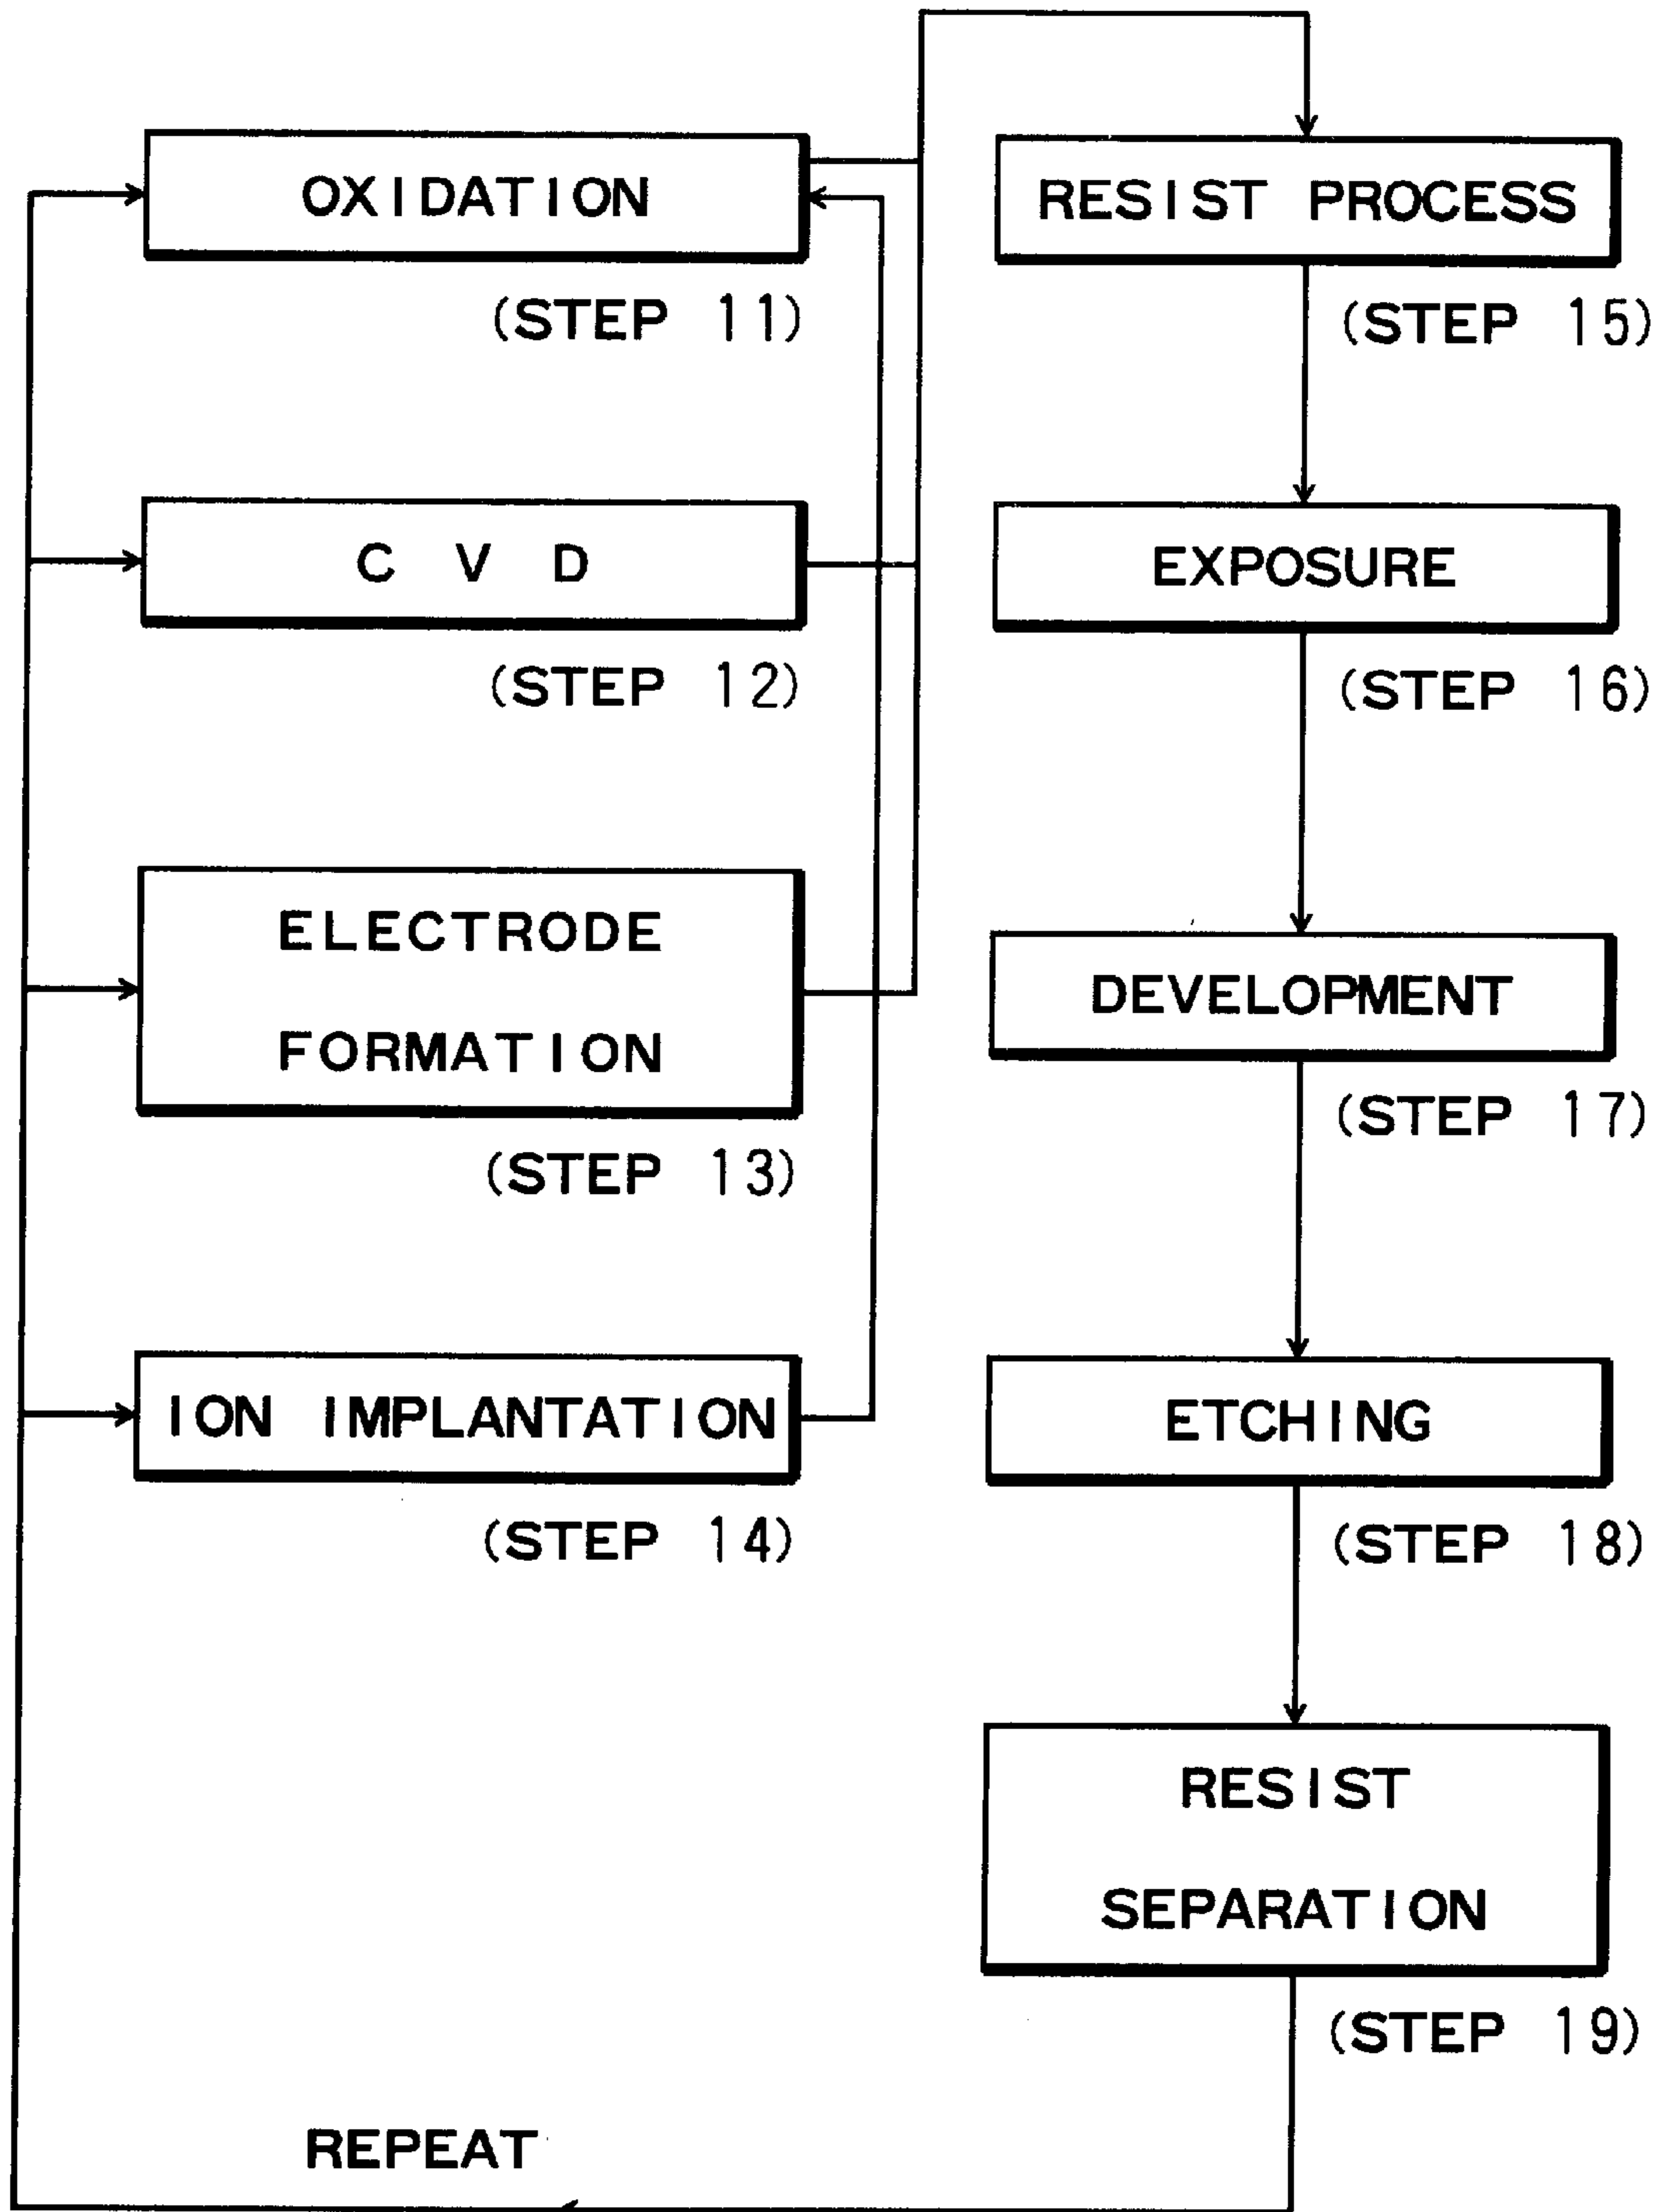 OXIDATION
(STEP 11)
C V D
(STEP 12)
ELECTRODE
FORMATION
(STEP 13)
ION IMPLANTATION
(STEP 14)
RESIST PROCESS
(STEP 15)
EXPOSURE
(STEP 16)
DEVELOPMENT
(STEP 17)
ETCHING
(STEP 18)
RESIST
SEPARATION
(STEP 19)
REPEAT